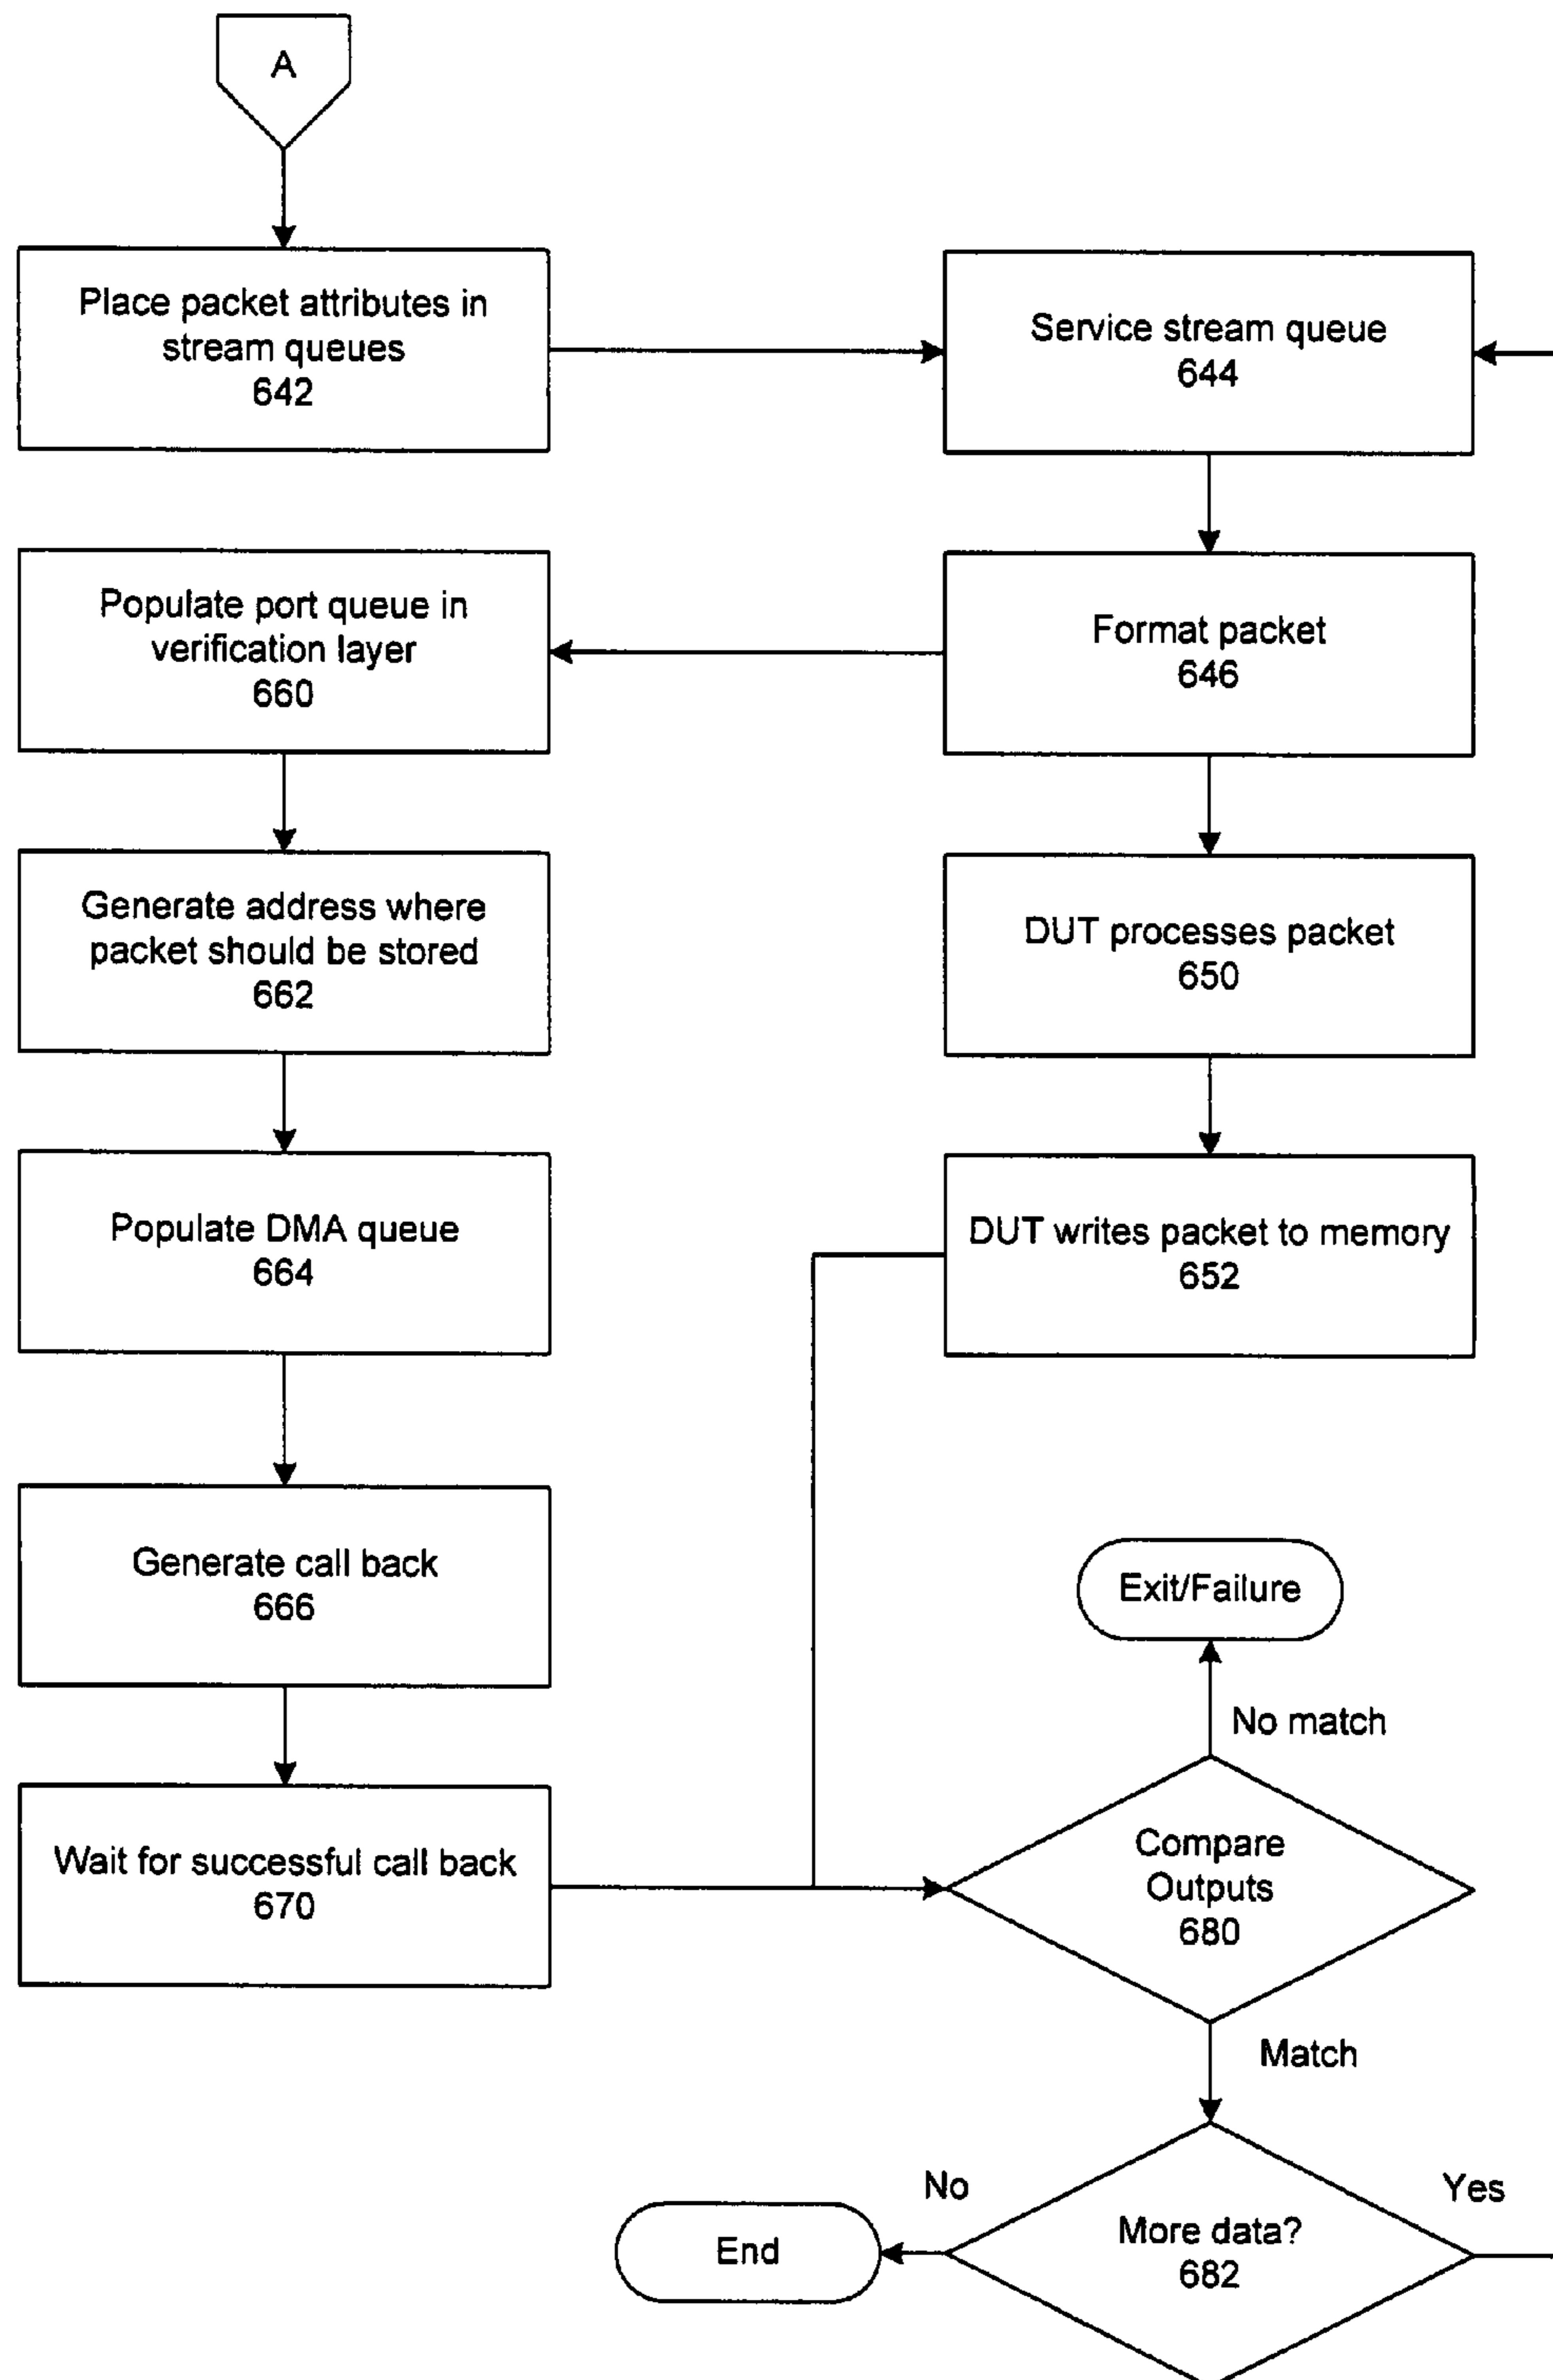 A
Place packet attributes in
stream queues
642
Service stream queue
644
Populate port queue in
verification layer
660
Format packet
646
Generate address where
packet should be stored
662
DUT processes packet
650
Populate DMA queue
664
DUT writes packet to memory
652
Generate call back
666
Exit/Failure
No match
Wait for successful call back
670
Compare
Outputs
680
Match
No
Yes
End
More data?
682